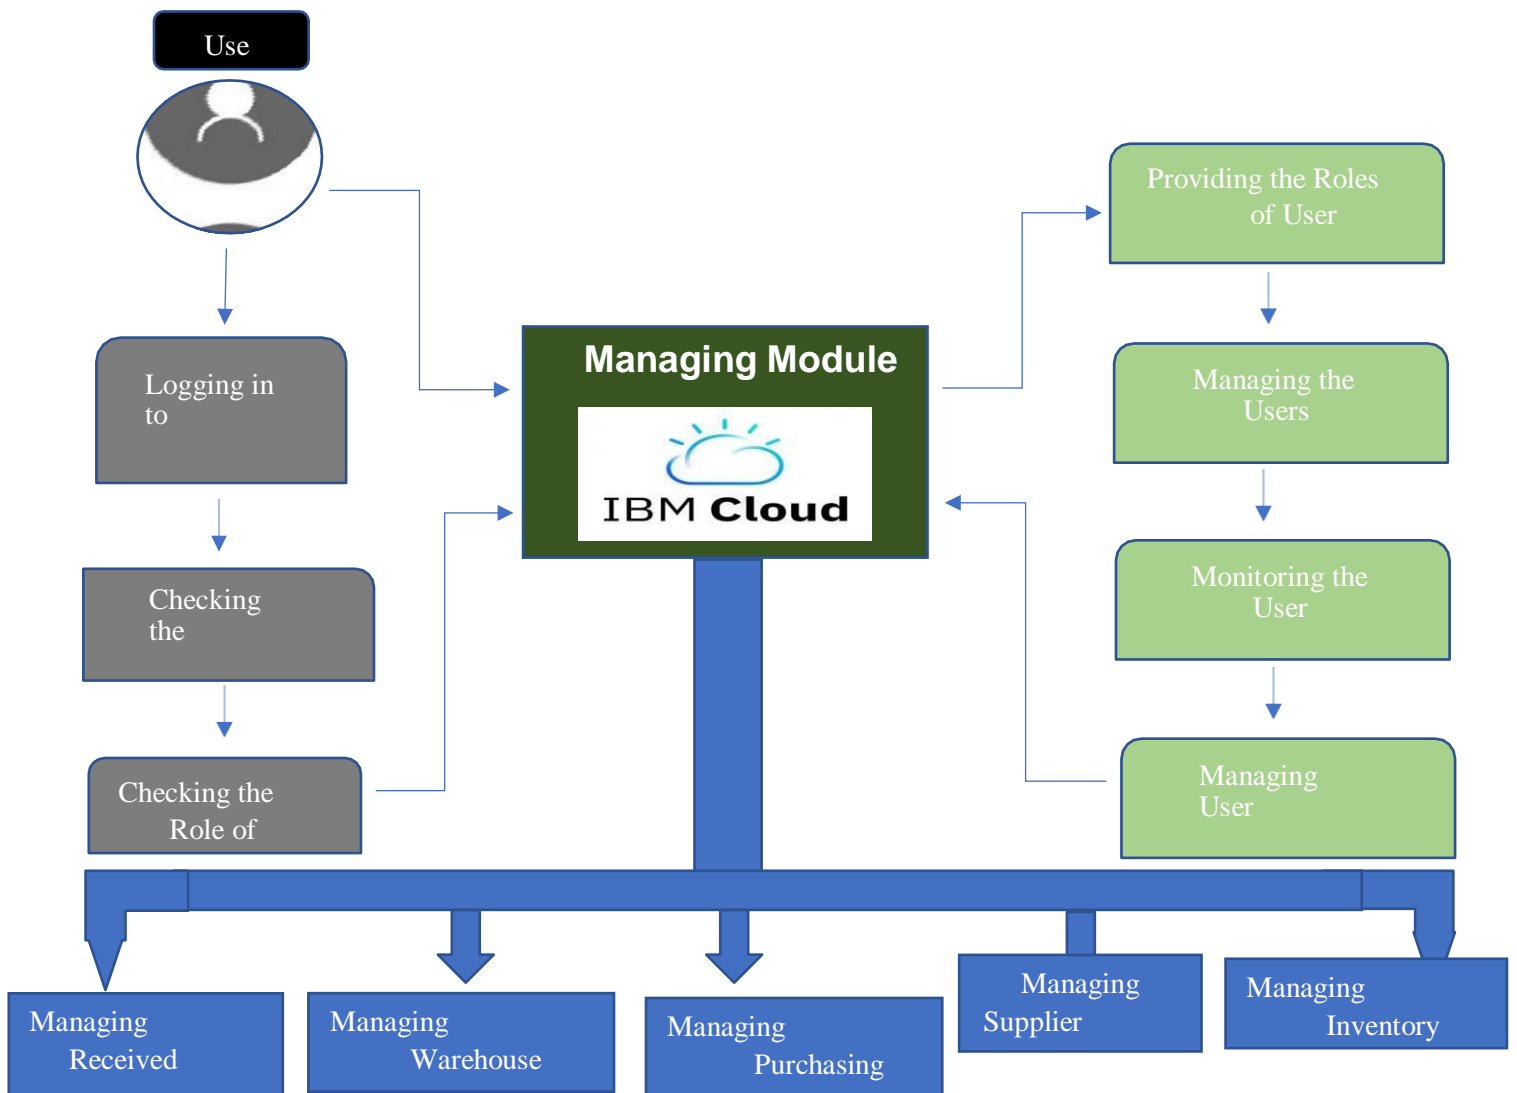 Use
Providing the Roles
of User
Logging in
to
Managing Module
IBM Cloud
Managing the
Users
Checking
the
Monitoring the
User
Checking the
Role of
Managing
User
Managing
Received
Managing
Warehouse
Managing
Purchasing
Managing
Supplier
Managing
Inventory